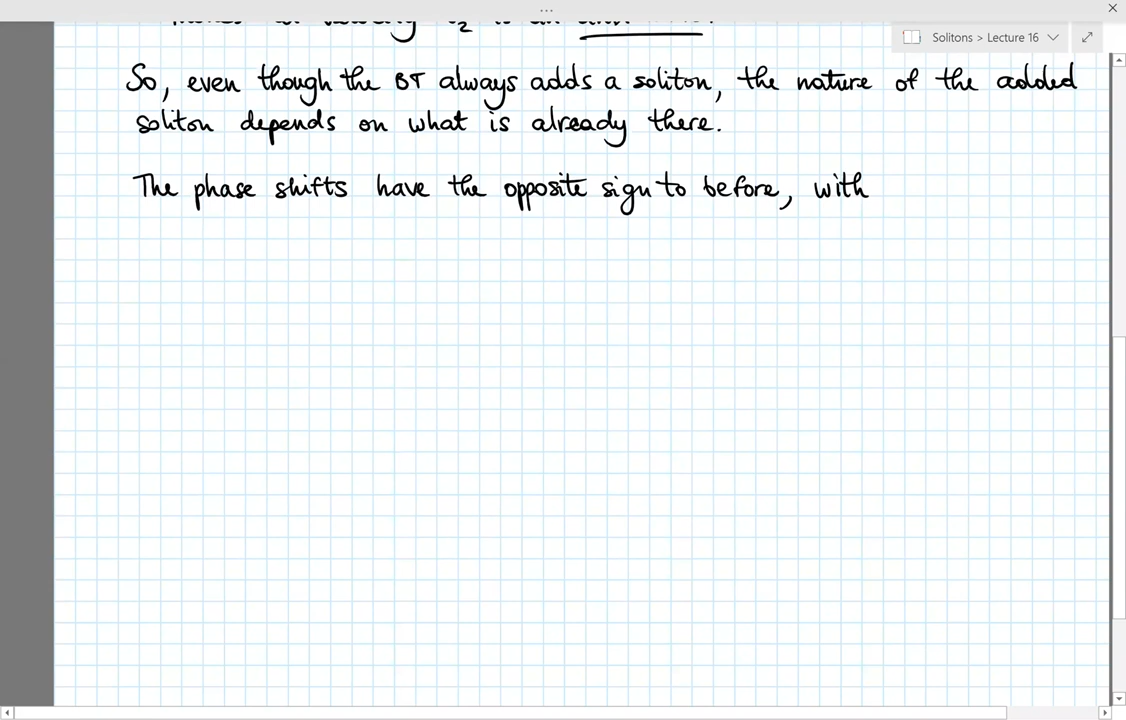 Solitons > Lecture 16
So, even though the BT always adds a soliton, the nature of the added
soliton depends on what is already there.
The phase shifts have the opposite sign to before, with